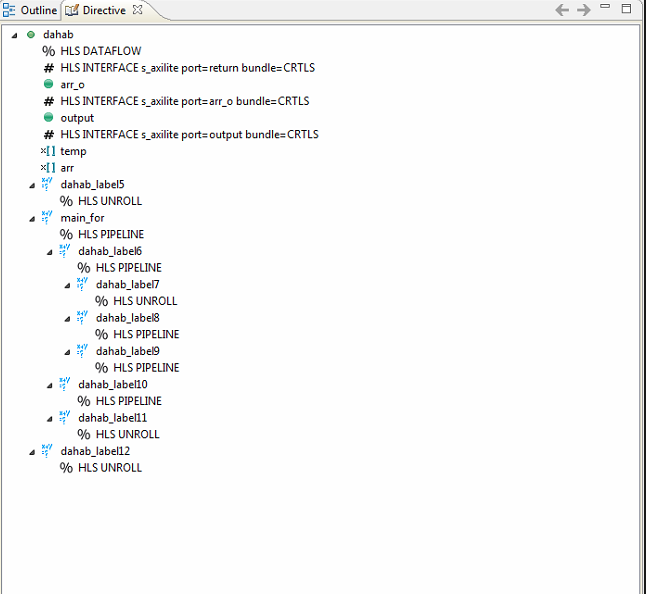 Outline Directive
dahab
% HLS DATAFLOW
# HLS INTERFACE s_axilite port=return bundle=CRTLS
arr_o
# HLS INTERFACE s_axilite port=arr_o bundle=CRTLS
output
# HLS INTERFACE s_axilite port=output bundle=CRTLS
x[] temp
x[] arr
dahab_label5
% HLS UNROLL
main_for
% HLS PIPELINE
dahab_label6
% HLS PIPELINE
dahab_label7
% HLS UNROLL
dahab_label8
% HLS PIPELINE
dahab_label9
% HLS PIPELINE
dahab_label10
% HLS PIPELINE
dahab_label11
% HLS UNROLL
dahab_label12
% HLS UNROLL